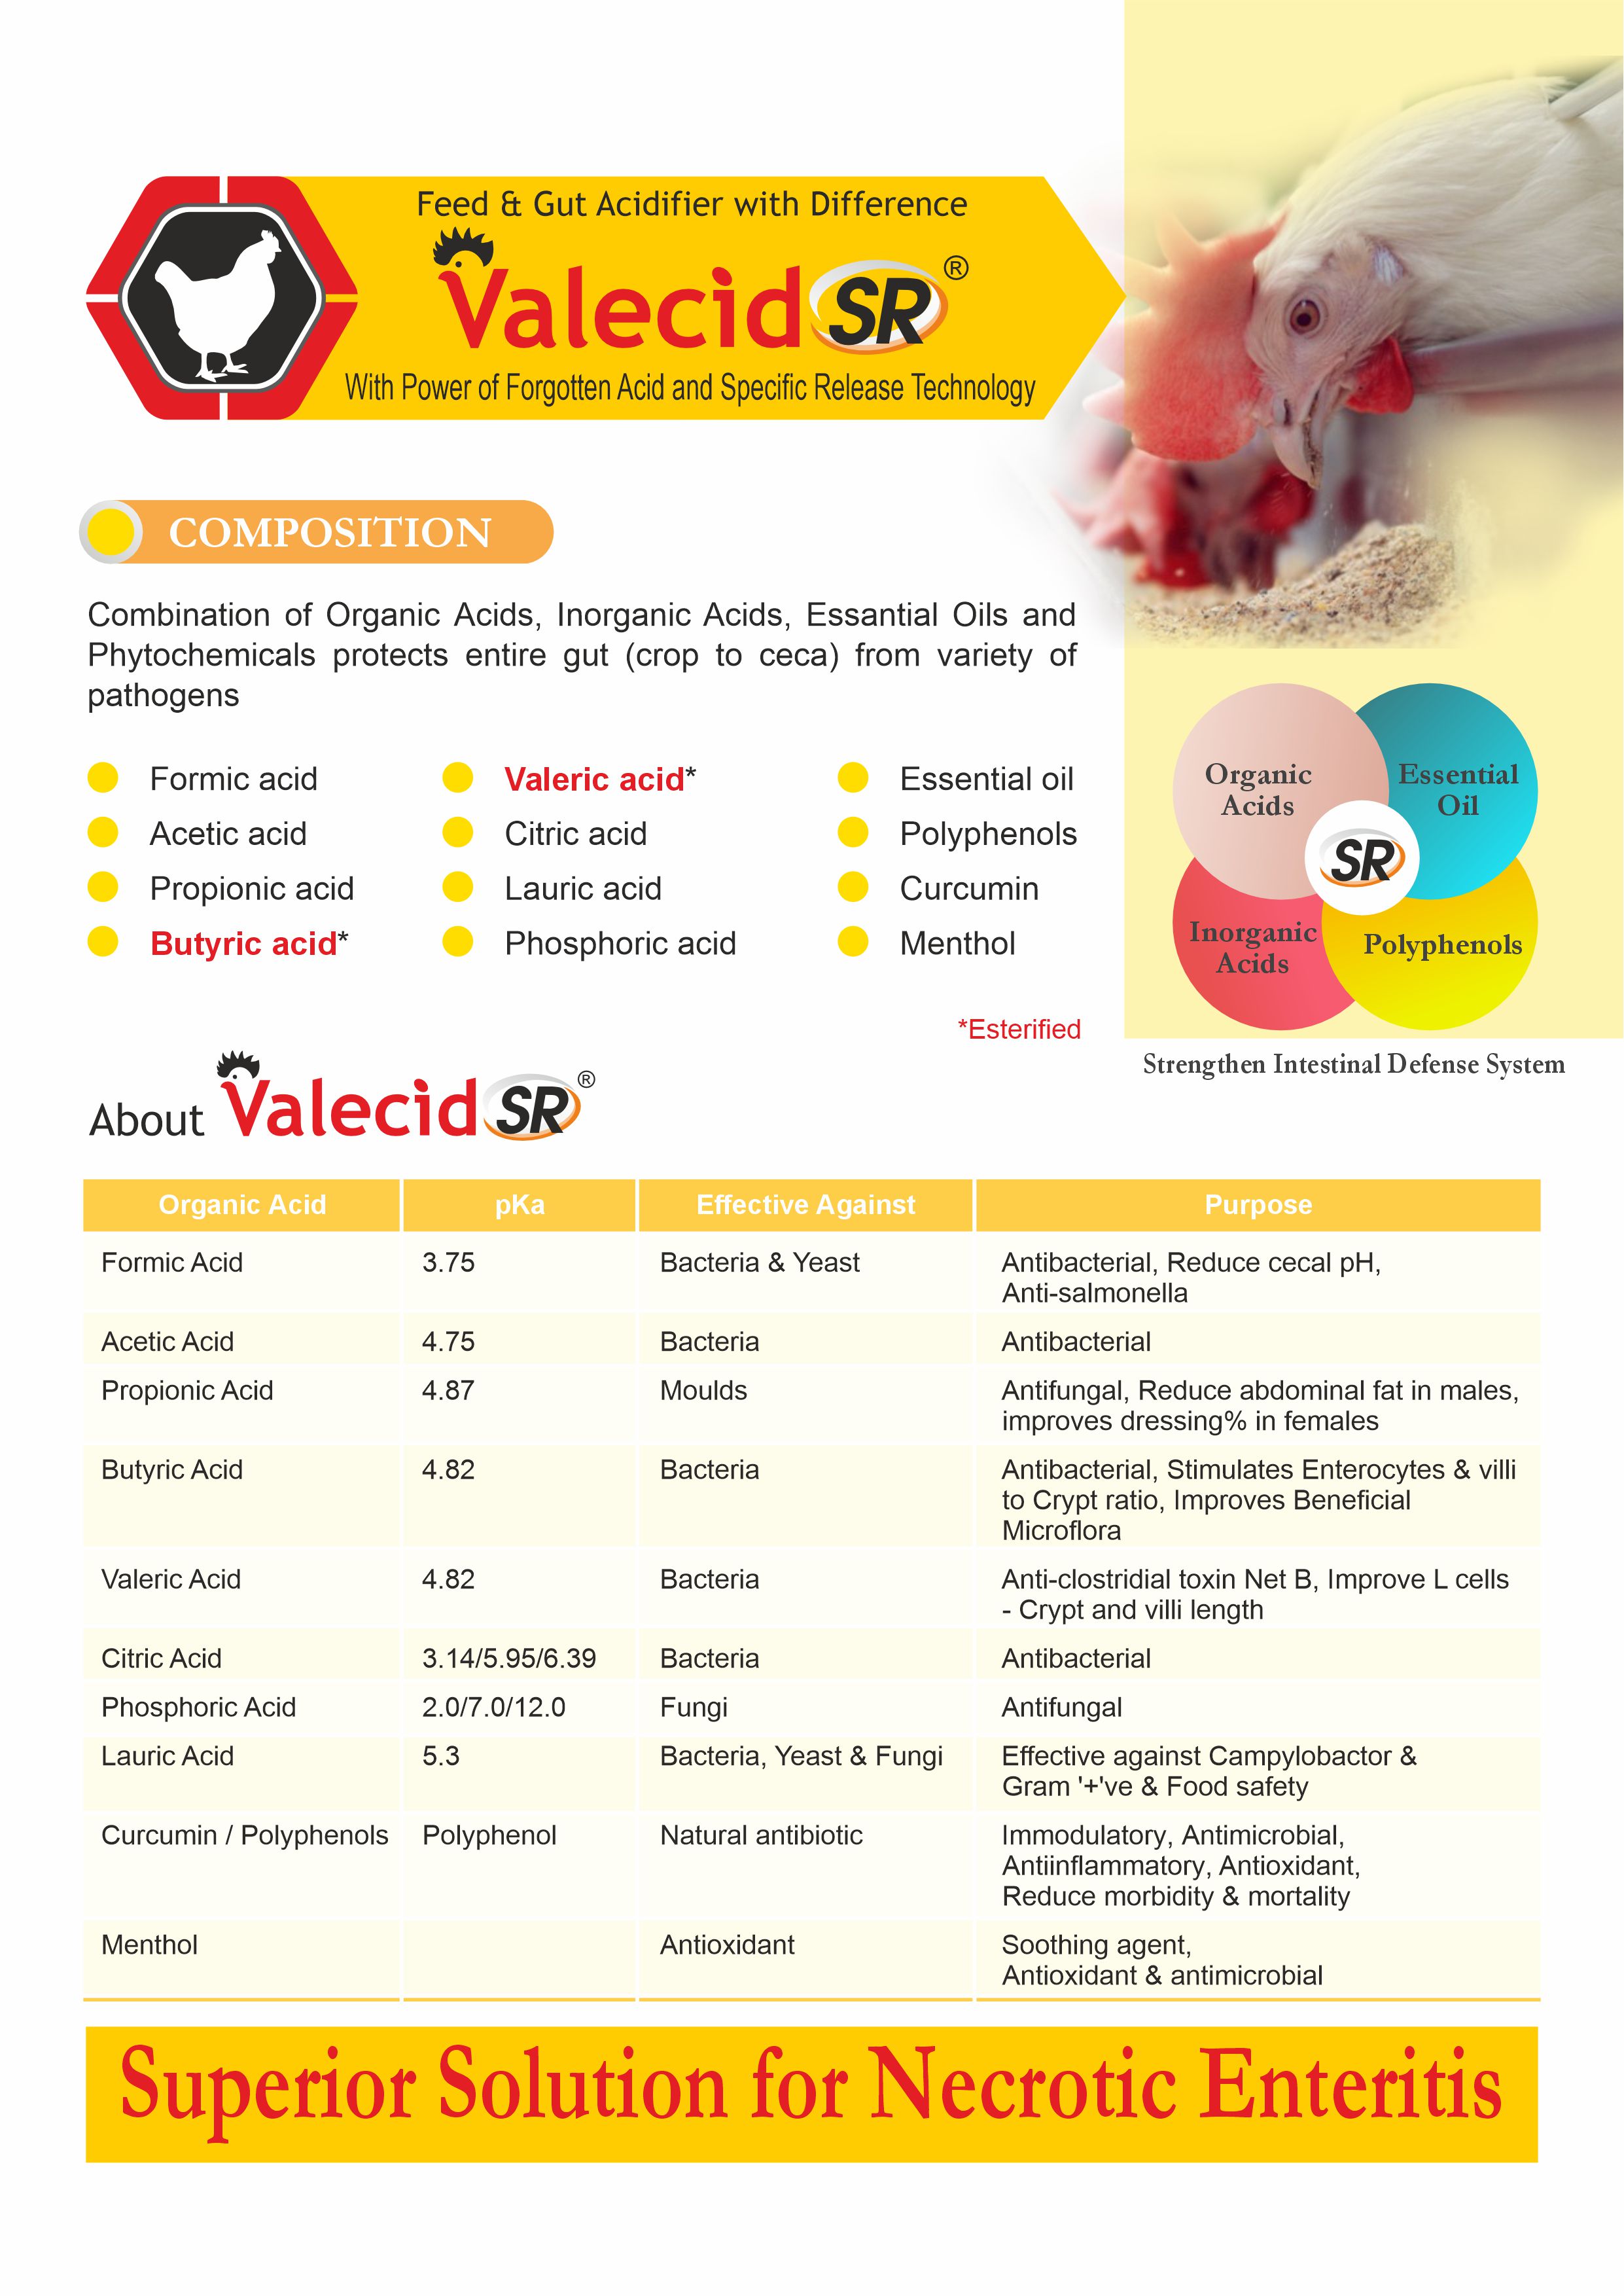 Feed & Gut Acidifier with Difference
Valecid SR®
With Power of Forgotten Acid and Specific Release Technology
COMPOSITION
Combination of Organic Acids, Inorganic Acids, Essantial Oils and
Phytochemicals protects entire gut (crop to ceca) from variety of
pathogens
Formic acid
Acetic acid
Propionic acid
Butyric acid*
Valeric acid*
Citric acid
Lauric acid
Phosphoric acid
Essential oil
Polyphenols
Curcumin
Menthol
*Esterified
Organic
Acids
Essential
Oil
SR
Inorganic
Acids
Polyphenols
Strengthen Intestinal Defense System
About Valecid SR®
Organic Acid pKa Effective Against Purpose
Formic Acid 3.75 Bacteria & Yeast Antibacterial, Reduce cecal pH,
Anti-salmonella
Acetic Acid 4.75 Bacteria Antibacterial
Propionic Acid 4.87 Moulds Antifungal, Reduce abdominal fat in males,
improves dressing% in females
Butyric Acid 4.82 Bacteria Antibacterial, Stimulates Enterocytes & villi
to Crypt ratio, Improves Beneficial
Microflora
Valeric Acid 4.82 Bacteria Anti-clostridial toxin Net B, Improve L cells
- Crypt and villi length
Citric Acid 3.14/5.95/6.39 Bacteria Antibacterial
Phosphoric Acid 2.0/7.0/12.0 Fungi Antifungal
Lauric Acid 5.3 Bacteria, Yeast & Fungi Effective against Campylobactor &
Gram '+'ve & Food safety
Curcumin / Polyphenols Polyphenol Natural antibiotic Immodulatory, Antimicrobial,
Antiinflammatory, Antioxidant,
Reduce morbidity & mortality
Menthol Antioxidant Soothing agent,
Antioxidant & antimicrobial
Superior Solution for Necrotic Enteritis